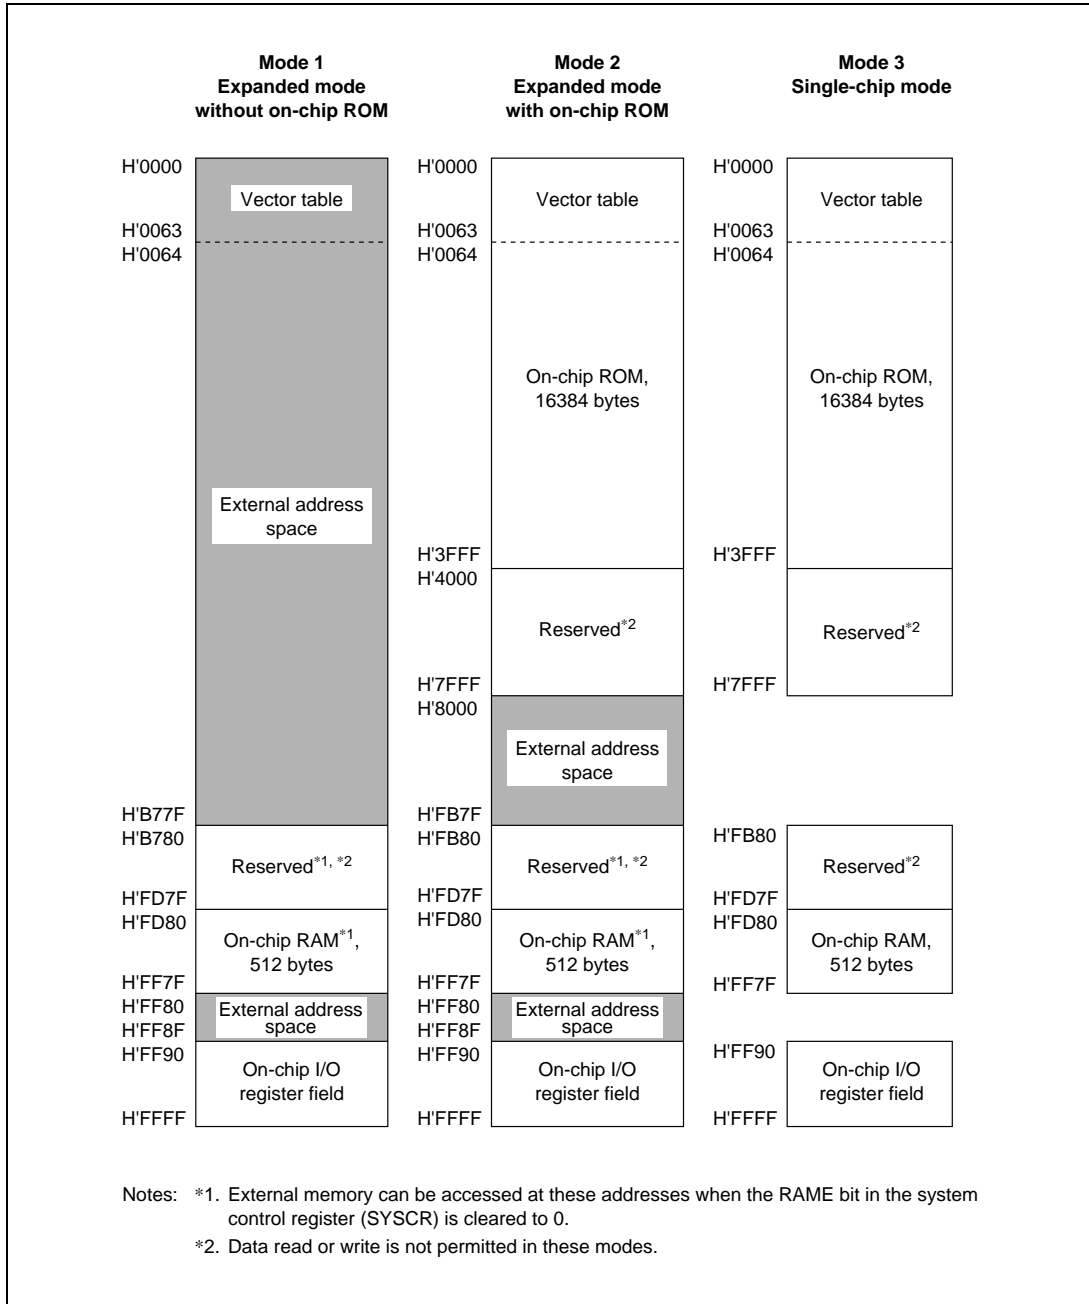 Mode 1
Expanded mode
without on-chip ROM
H'0000
Vector table
H'0063
H'0064
External address
space
H'B77F
H'B780
Reserved*1, *2
H'FD7F
H'FD80
On-chip RAM*1,
512 bytes
H'FF7F
H'FF80
External address
space
H'FF8F
H'FF90
On-chip I/O
register field
H'FFFF
Mode 2
Expanded mode
with on-chip ROM
H'0000
Vector table
H'0063
H'0064
On-chip ROM,
16384 bytes
H'3FFF
H'4000
Reserved*2
H'7FFF
H'8000
External address
space
H'FB7F
H'FB80
Reserved*1, *2
H'FD7F
H'FD80
On-chip RAM*1,
512 bytes
H'FF7F
H'FF80
External address
space
H'FF8F
H'FF90
On-chip I/O
register field
H'FFFF
Mode 3
Single-chip mode
H'0000
Vector table
H'0063
H'0064
On-chip ROM,
16384 bytes
H'3FFF
Reserved*2
H'7FFF
H'FB80
Reserved*2
H'FD7F
H'FD80
On-chip RAM,
512 bytes
H'FF7F
H'FF90
On-chip I/O
register field
H'FFFF
Notes: *1. External memory can be accessed at these addresses when the RAME bit in the system
control register (SYSCR) is cleared to 0.
*2. Data read or write is not permitted in these modes.